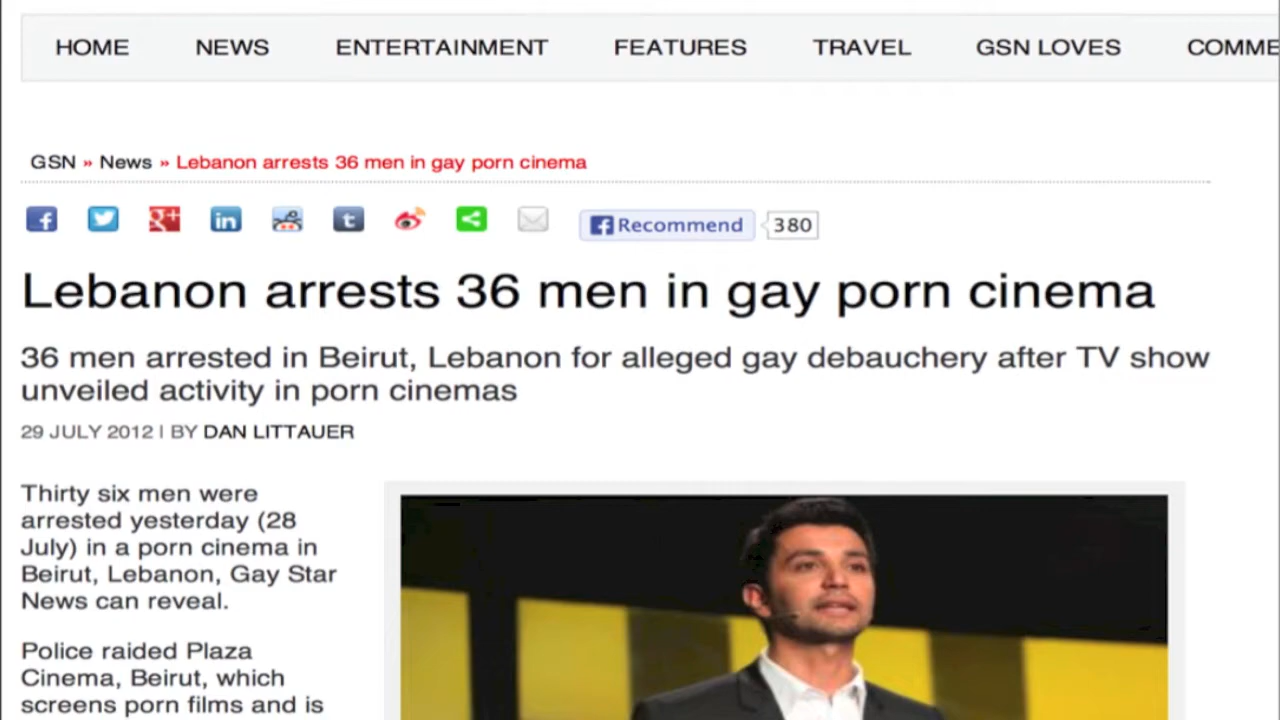 HOME NEWS ENTERTAINMENT FEATURES TRAVEL GSN LOVES COMME
GSN » News » Lebanon arrests 36 men in gay porn cinema
Recommend 380
Lebanon arrests 36 men in gay porn cinema
36 men arrested in Beirut, Lebanon for alleged gay debauchery after TV show
unveiled activity in porn cinemas
29 JULY 2012 | BY DAN LITTAUER
Thirty six men were
arrested yesterday (28
July) in a porn cinema in
Beirut, Lebanon, Gay Star
News can reveal.
Police raided Plaza
Cinema, Beirut, which
screens porn films and is